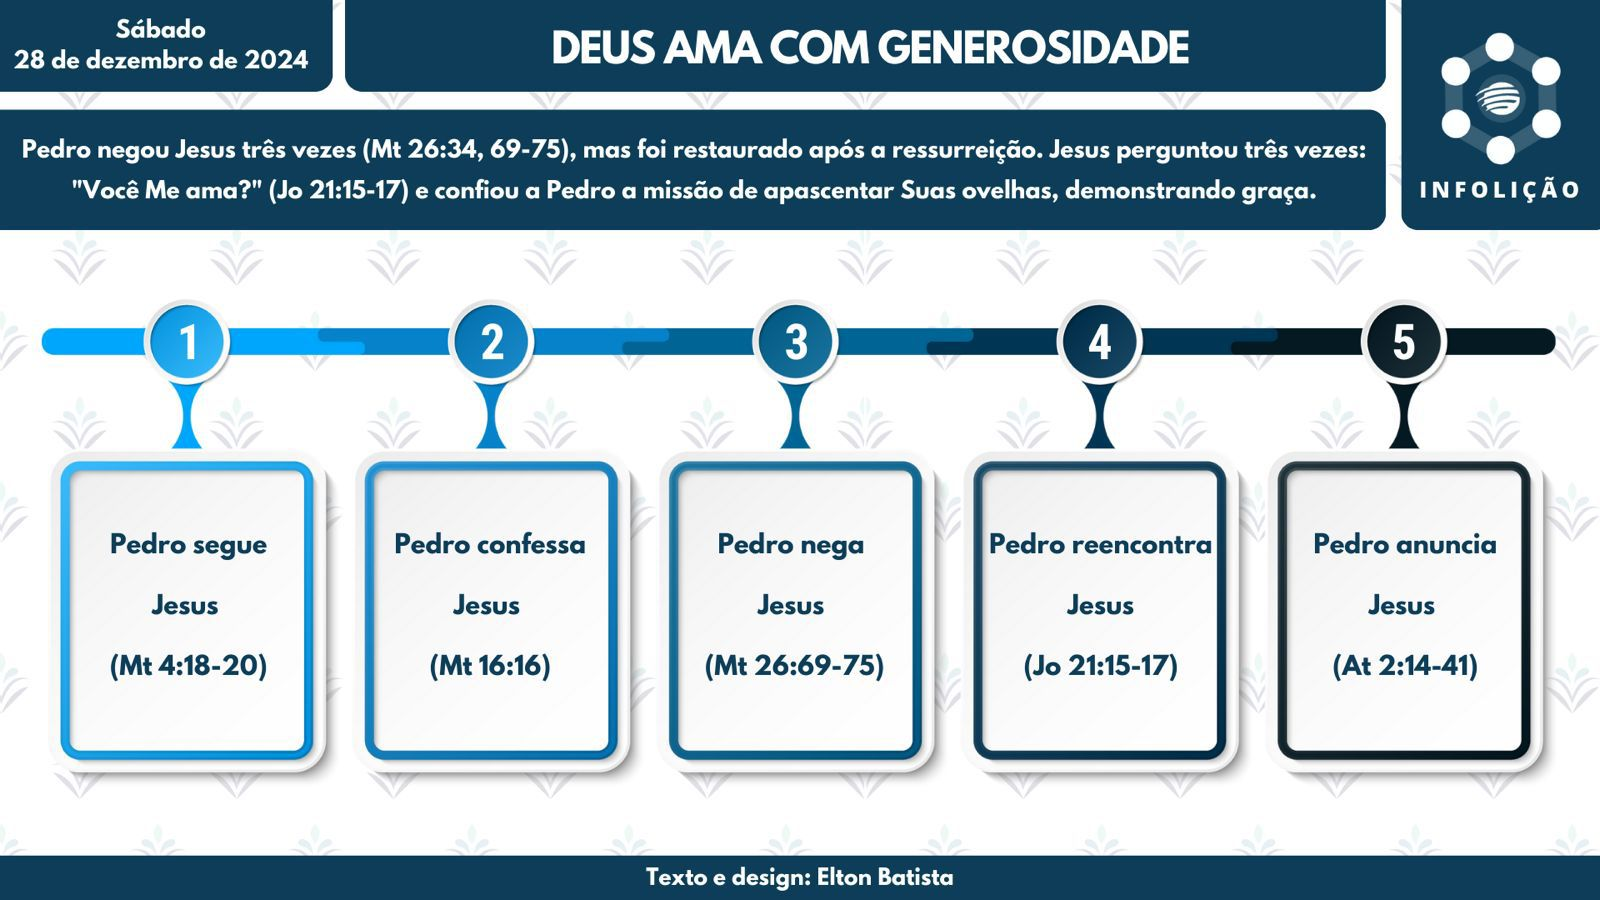 Sábado
28 de dezembro de 2024
DEUS AMA COM GENEROSIDADE
Pedro negou Jesus três vezes (Mt 26:34, 69-75), mas foi restaurado após a ressurreição. Jesus perguntou três vezes:
"Você Me ama?" (Jo 21:15-17) e confiou a Pedro a missão de apascentar Suas ovelhas, demonstrando graça.
INFOLIÇÃO
1
Pedro segue
Jesus
(Mt 4:18-20)
2
Pedro confessa
Jesus
(Mt 16:16)
3
Pedro nega
Jesus
(Mt 26:69-75)
4
Pedro reencontra
Jesus
(Jo 21:15-17)
5
Pedro anuncia
Jesus
(At 2:14-41)
Texto e design: Elton Batista